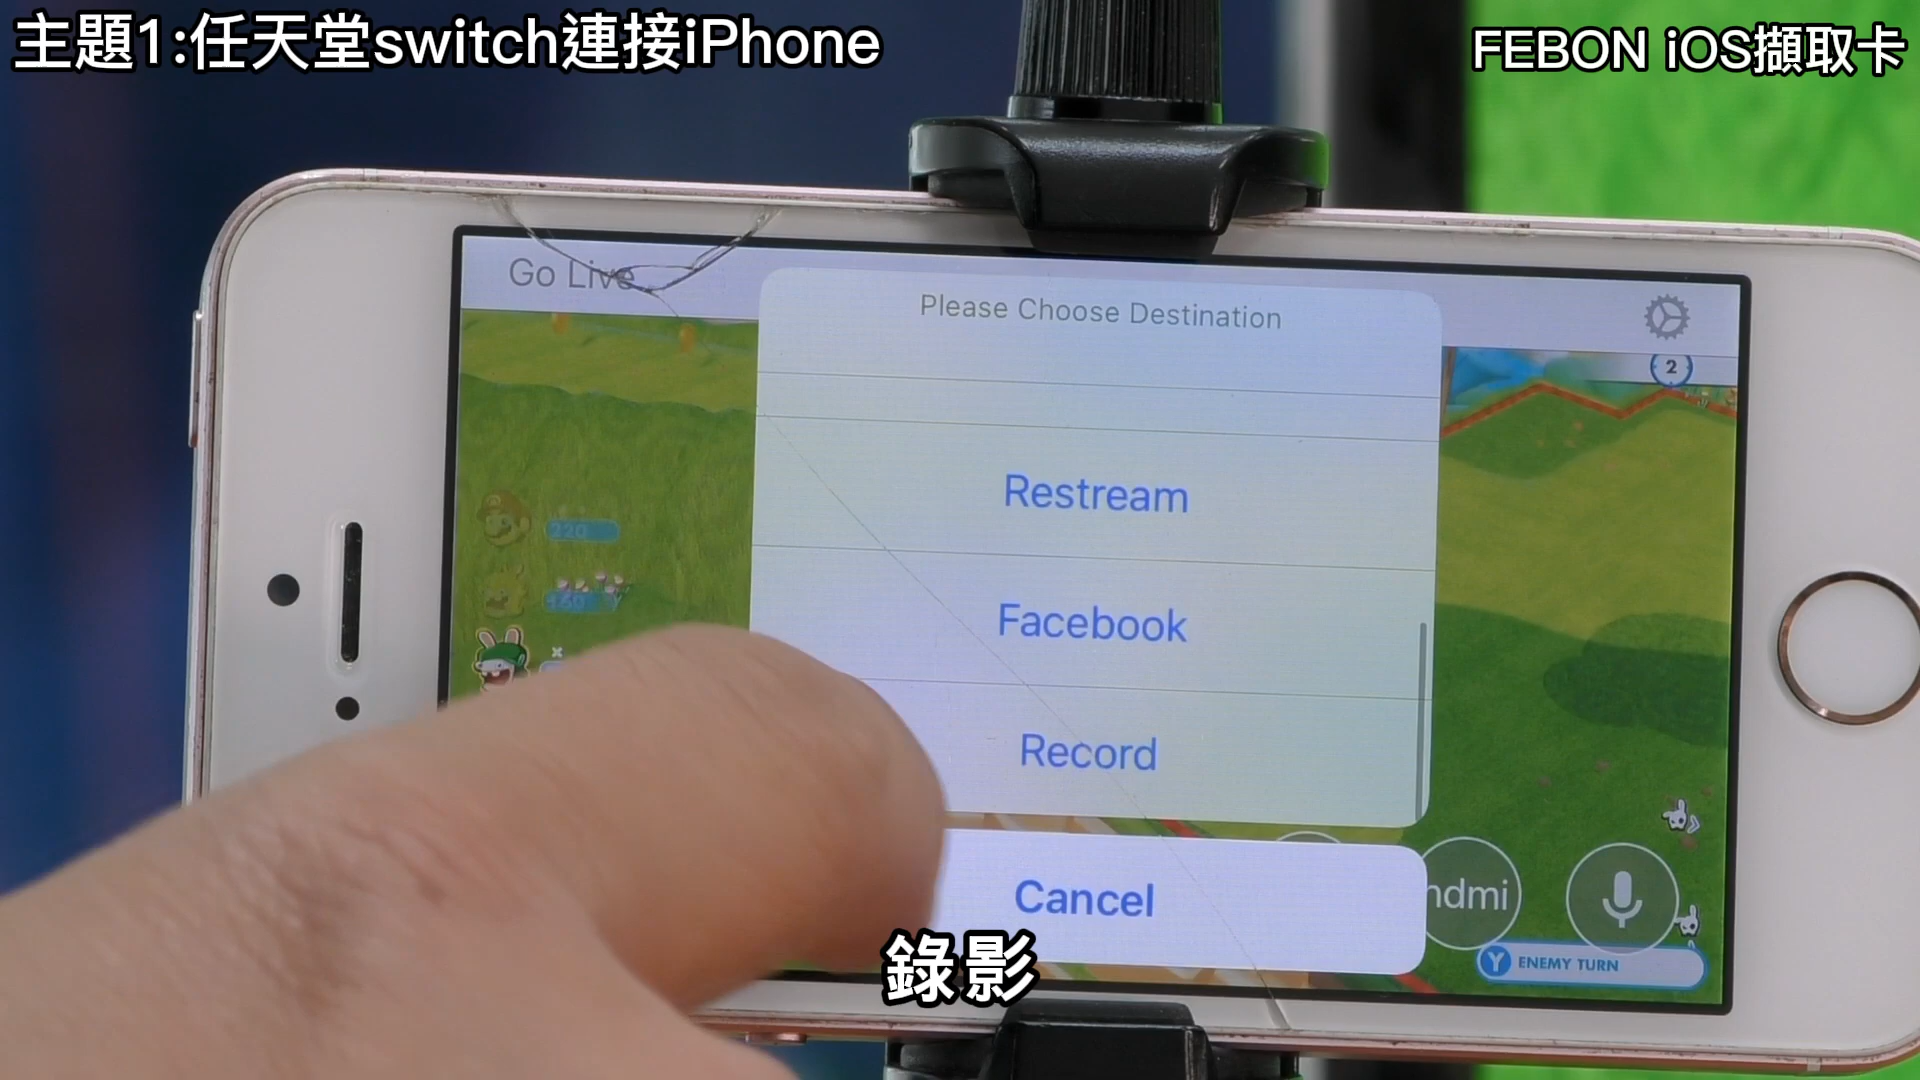 主題1:任天堂switch連接iPhone
FEBON iOS擷取卡
Go Live
Please Choose Destination
2
Restream
220
160
Facebook
Record
Cancel
hdmi
ENEMY TURN
Y
錄影